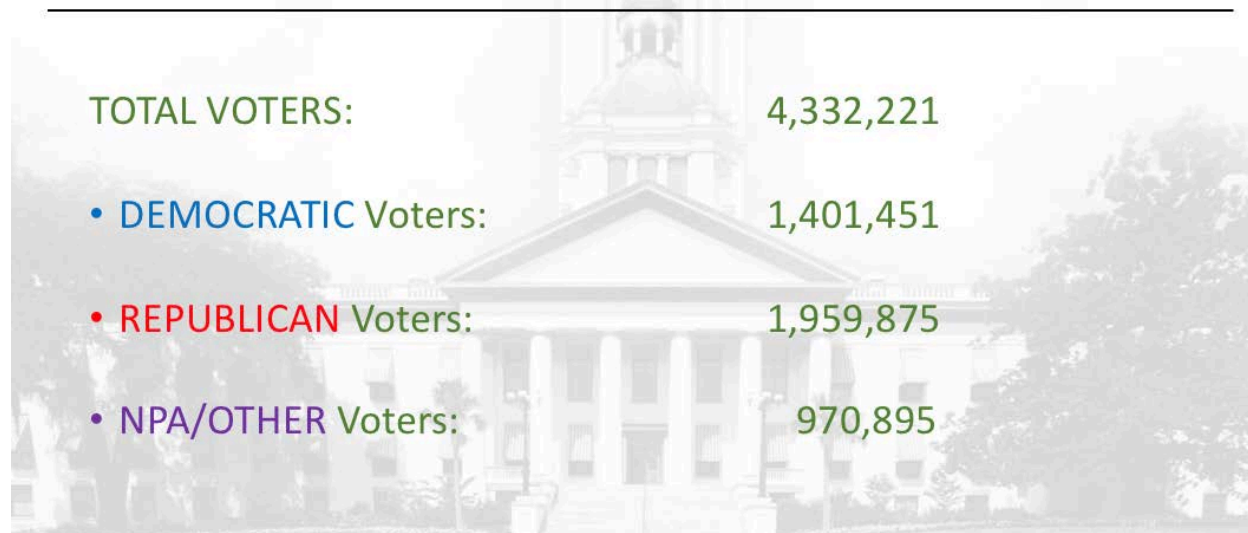 TOTAL VOTERS: 4,332,221
• DEMOCRATIC Voters: 1,401,451
• REPUBLICAN Voters: 1,959,875
• NPA/OTHER Voters: 970,895